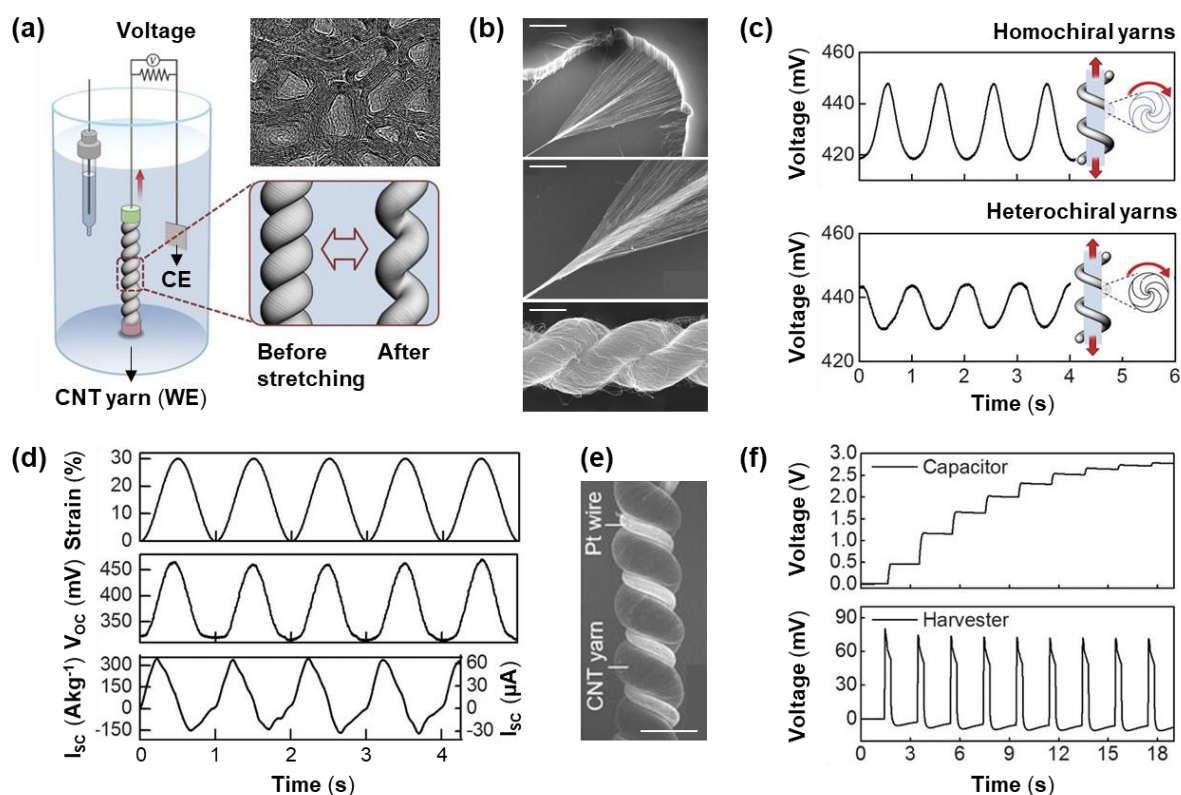 (a)
Voltage
V
CE
Before
stretching
After
CNT yarn (WE)
(b)
(c)
Homochiral yarns
Voltage (mV)
460
440
420
Heterochiral yarns
Voltage (mV)
460
440
420
0 1 2 3 4 5 6
Time (s)
(d)
Strain (%)
30
20
10
0
Voc (mV)
450
350
Isc (Akg-1)
300
150
0
-150
Isc (µA)
60
30
0
-30
0 1 2 3 4
Time (s)
(e)
Pt wire
CNT yarn
(f)
Voltage (V)
3.0
2.5
2.0
1.5
1.0
0.5
0.0
Capacitor
Voltage (mV)
90
60
30
0
Harvester
0 3 6 9 12 15 18
Time (s)